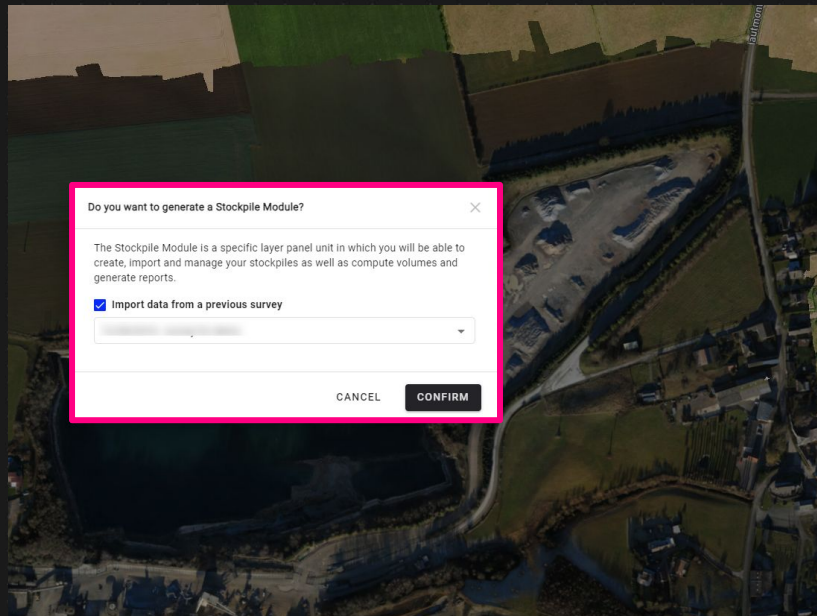 Do you want to generate a Stockpile Module?
The Stockpile Module is a specific layer panel unit in which you will be able to
create, import and manage your stockpiles as well as compute volumes and
generate reports.
Import data from a previous survey
CANCEL CONFIRM